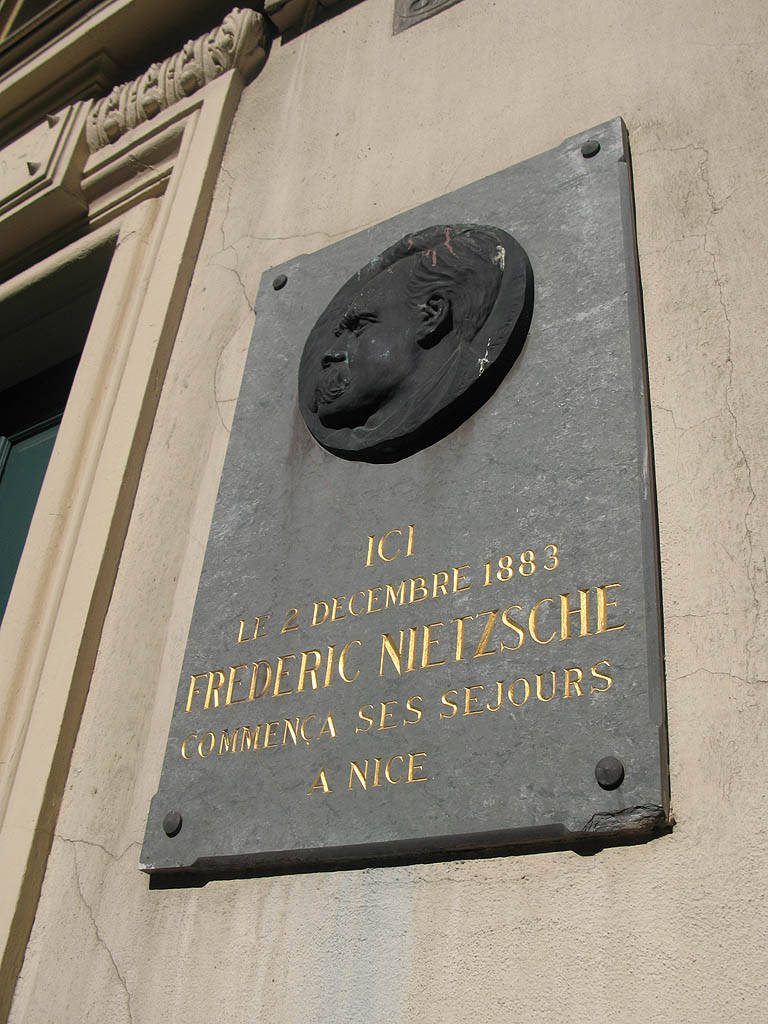 ICI
LE 2 DECEMBRE 1883
FREDERIC NIETZSCHE
COMMENÇA SES SEJOURS
A NICE